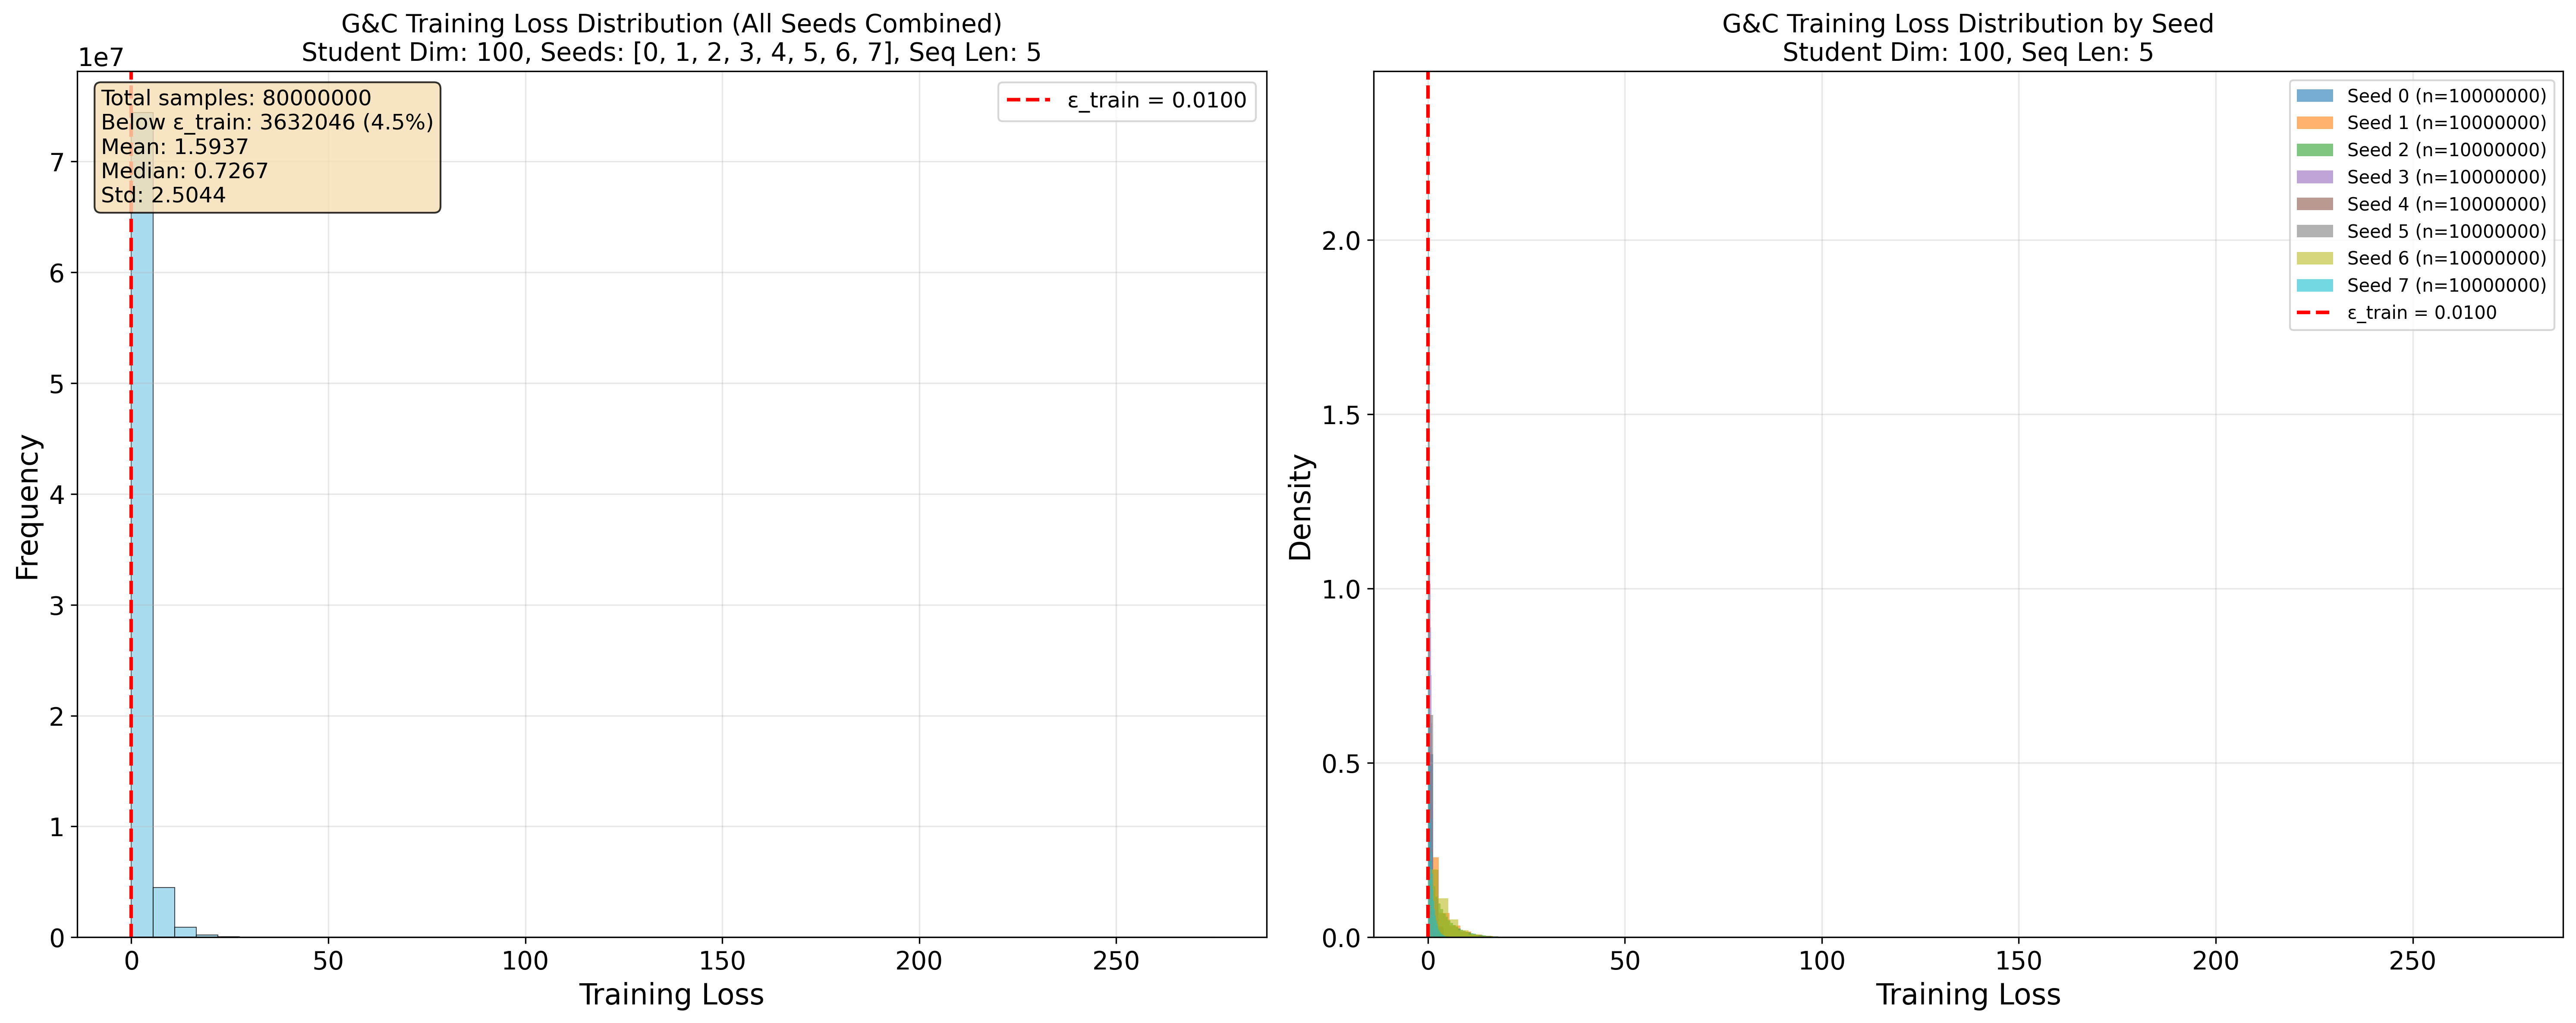 G&C Training Loss Distribution (All Seeds Combined)
Student Dim: 100, Seeds: [0, 1, 2, 3, 4, 5, 6, 7], Seq Len: 5
1e7
Total samples: 80000000
Below ε_train: 3632046 (4.5%)
Mean: 1.5937
Median: 0.7267
Std: 2.5044
ε_train = 0.0100
7
6
5
4
3
2
1
0
Frequency
0 50 100 150 200 250
Training Loss
G&C Training Loss Distribution by Seed
Student Dim: 100, Seq Len: 5
Seed 0 (n=10000000)
Seed 1 (n=10000000)
Seed 2 (n=10000000)
Seed 3 (n=10000000)
Seed 4 (n=10000000)
Seed 5 (n=10000000)
Seed 6 (n=10000000)
Seed 7 (n=10000000)
ε_train = 0.0100
2.0
1.5
1.0
0.5
0.0
Density
0 50 100 150 200 250
Training Loss